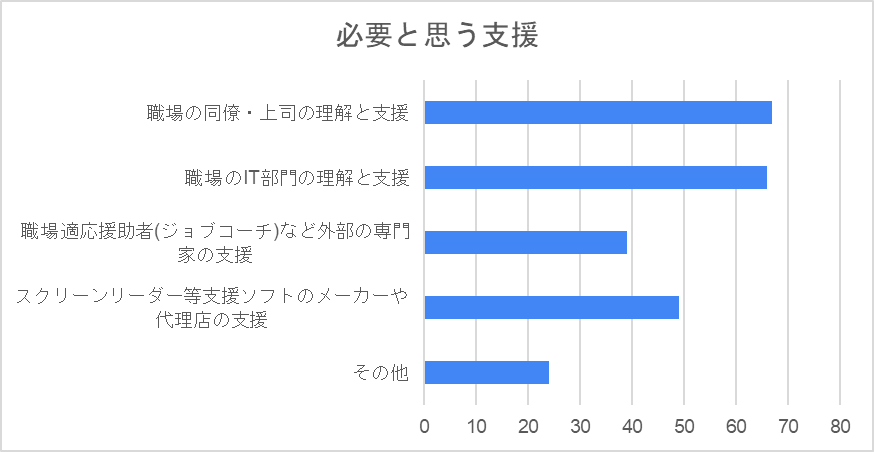 必要と思う支援
職場の同僚・上司の理解と支援
職場のIT部門の理解と支援
職場適応援助者(ジョブコーチ)など外部の専門
家の支援
スクリーンリーダー等支援ソフトのメーカーや
代理店の支援
その他
0 10 20 30 40 50 60 70 80